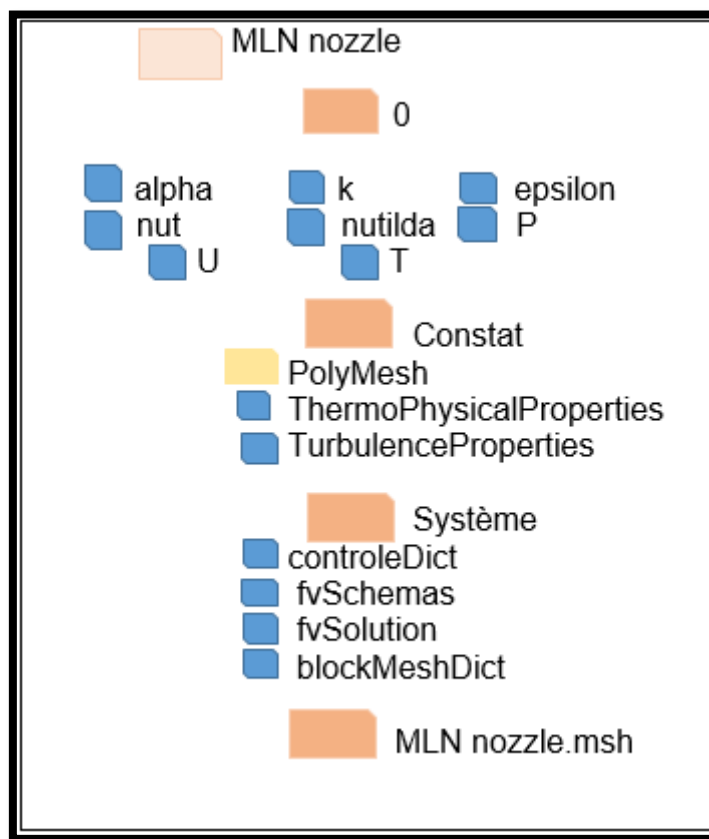 MLN nozzle
0
alpha k epsilon
nut nutilda P
U T
Constat
PolyMesh
ThermoPhysicalProperties
TurbulenceProperties
Système
controleDict
fvSchemas
fvSolution
blockMeshDict
MLN nozzle.msh